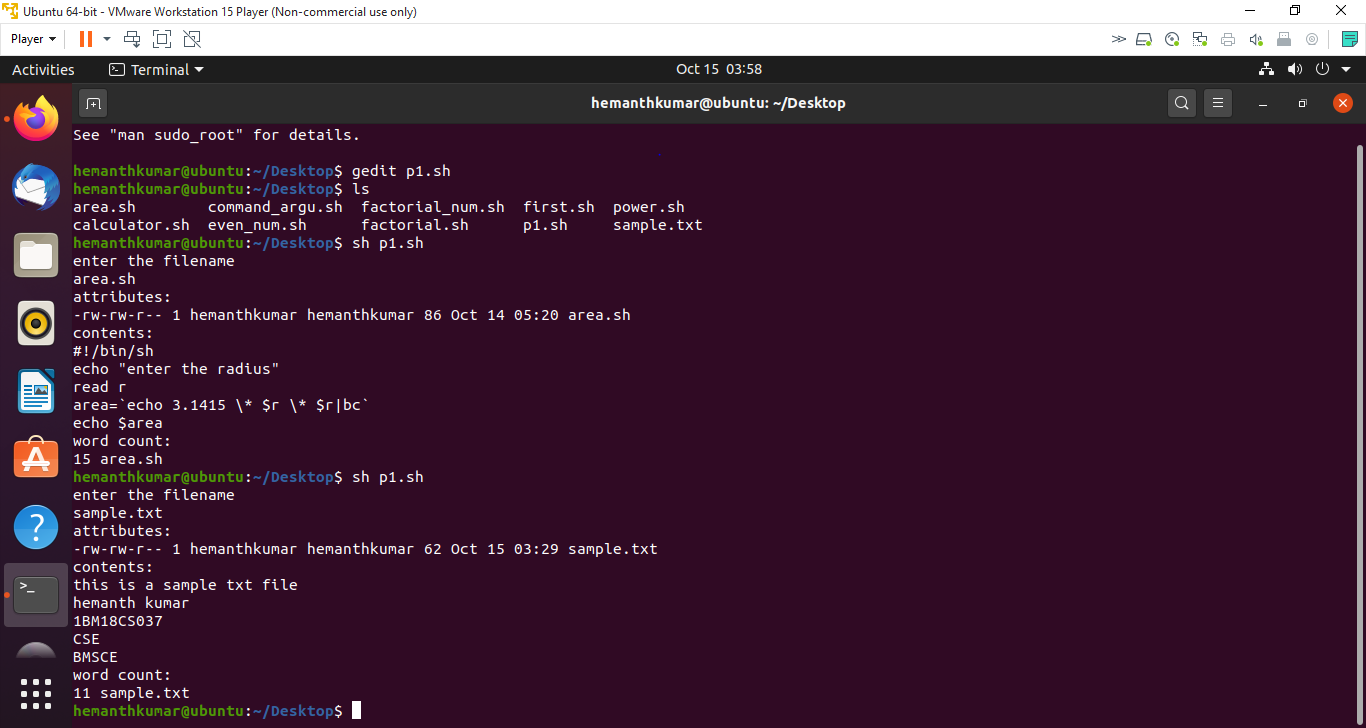 Ubuntu 64-bit - VMware Workstation 15 Player (Non-commercial use only)
Player
Activities Terminal Oct 15 03:58
hemanthkumar@ubuntu: ~/Desktop
See "man sudo_root" for details.
hemanthkumar@ubuntu:~/Desktop$ gedit p1.sh
hemanthkumar@ubuntu:~/Desktop$ ls
area.sh command_argu.sh factorial_num.sh first.sh power.sh
calculator.sh even_num.sh factorial.sh p1.sh sample.txt
hemanthkumar@ubuntu:~/Desktop$ sh p1.sh
enter the filename
area.sh
attributes:
-rw-rw-r-- 1 hemanthkumar hemanthkumar 86 Oct 14 05:20 area.sh
contents:
#!/bin/sh
echo "enter the radius"
read r
area=`echo 3.1415 \* $r \* $r|bc`
echo $area
word count:
15 area.sh
hemanthkumar@ubuntu:~/Desktop$ sh p1.sh
enter the filename
sample.txt
attributes:
-rw-rw-r-- 1 hemanthkumar hemanthkumar 62 Oct 15 03:29 sample.txt
contents:
this is a sample txt file
hemanth kumar
1BM18CS037
CSE
BMSCE
word count:
11 sample.txt
hemanthkumar@ubuntu:~/Desktop$